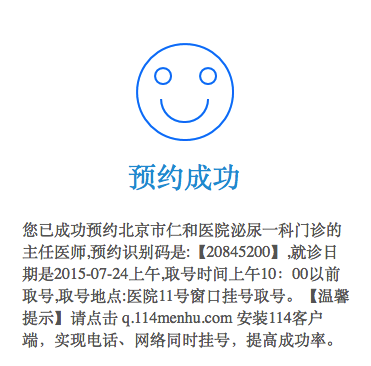 预约成功
您已成功预约北京市仁和医院泌尿一科门诊的
主任医师,预约识别码是:【20845200】,就诊日
期是2015-07-24上午,取号时间上午10：00以前
取号,取号地点:医院11号窗口挂号取号。【温馨
提示】请点击 q.114menhu.com 安装114客户
端，实现电话、网络同时挂号，提高成功率。